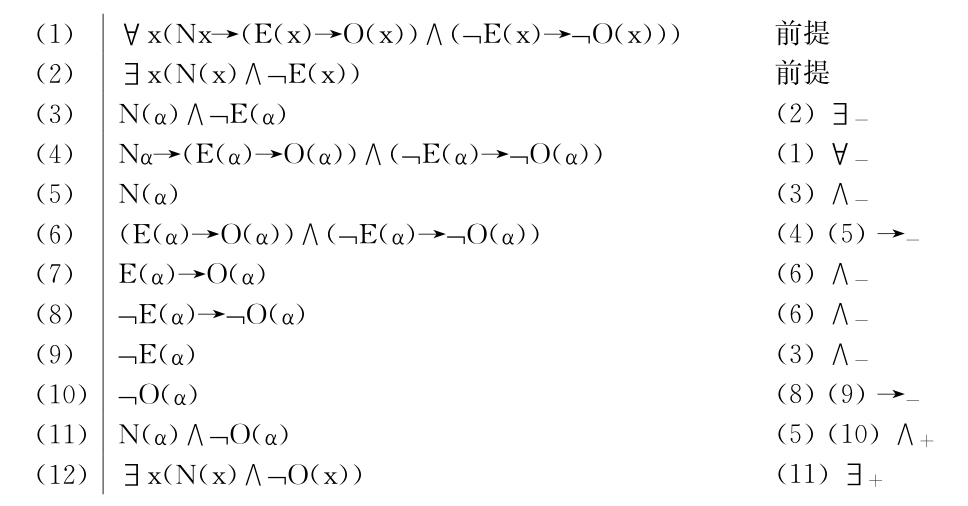 (1) ∀x(Nx→(E(x)→O(x))∧(¬E(x)→¬O(x))) 前提
(2) ∃x(N(x)∧¬E(x)) 前提
(3) N(α)∧¬E(α) (2)∃₋
(4) Nα→(E(α)→O(α))∧(¬E(α)→¬O(α)) (1)∀₋
(5) N(α) (3)∧₋
(6) (E(α)→O(α))∧(¬E(α)→¬O(α)) (4)(5)→₋
(7) E(α)→O(α) (6)∧₋
(8) ¬E(α)→¬O(α) (6)∧₋
(9) ¬E(α) (3)∧₋
(10) ¬O(α) (8)(9)→₋
(11) N(α)∧¬O(α) (5)(10)∧₊
(12) ∃x(N(x)∧¬O(x)) (11)∃₊